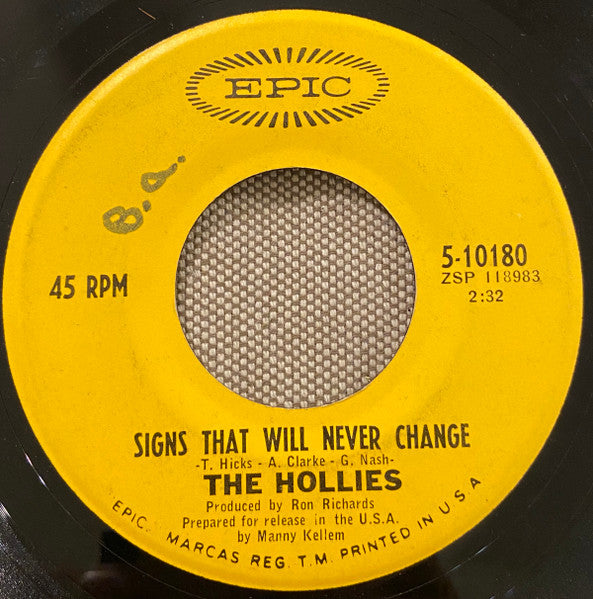 EPIC
B.a.
45 RPM
5-10180
ZSP 118983
2:32
SIGNS THAT WILL NEVER CHANGE
-T. Hicks - A. Clarke - G. Nash-
THE HOLLIES
Produced by Ron Richards
Prepared for release in the U.S.A.
by Manny Kellem
EPIC. MARCAS REG. T.M. PRINTED IN U.S.A